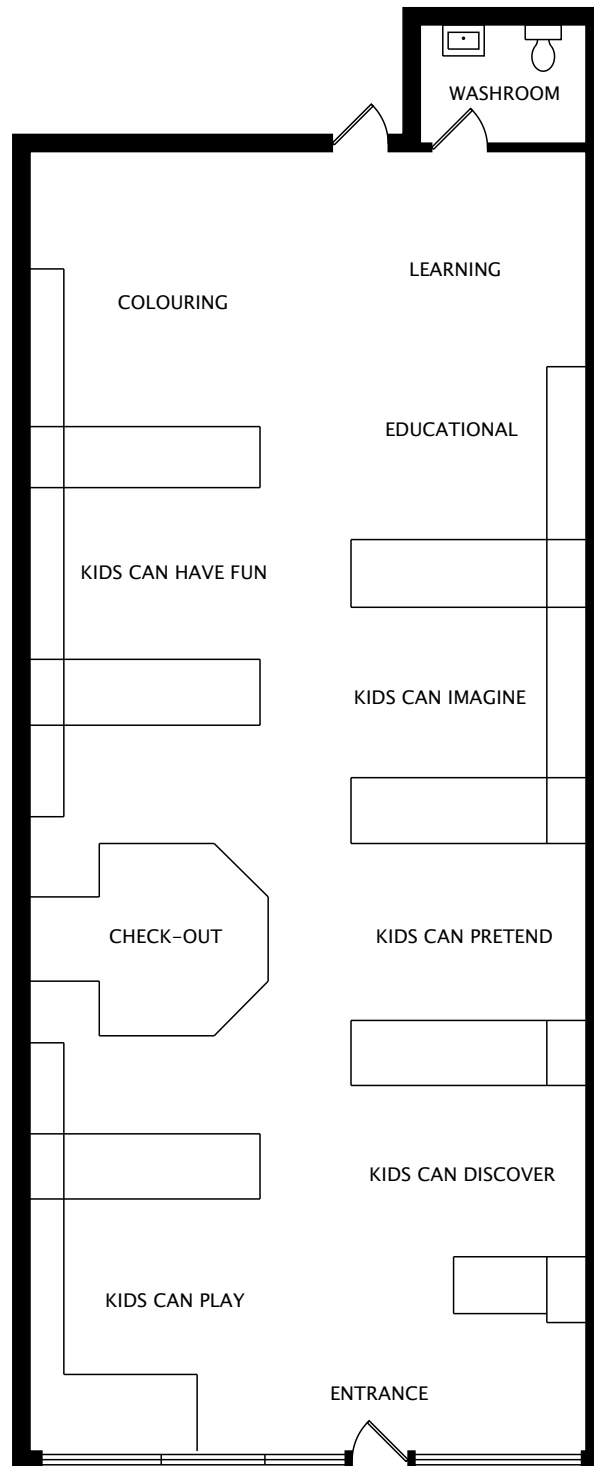 WASHROOM
LEARNING
COLOURING
EDUCATIONAL
KIDS CAN HAVE FUN
KIDS CAN IMAGINE
CHECK-OUT
KIDS CAN PRETEND
KIDS CAN DISCOVER
KIDS CAN PLAY
ENTRANCE